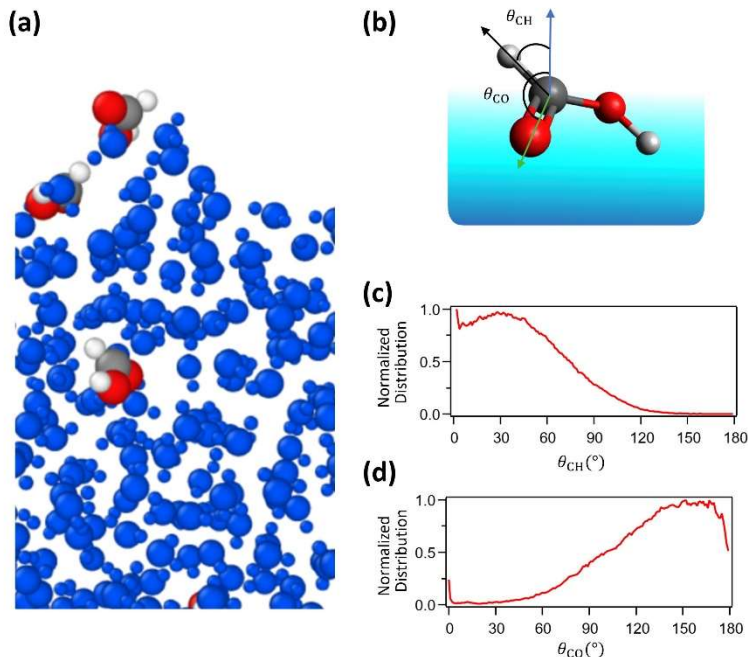 (a)
(b)
θCH
θCO
(c)
Normalized
Distribution
1.0
0.5
0.0
0 30 60 90 120 150 180
θCH(°)
(d)
Normalized
Distribution
1.0
0.5
0.0
0 30 60 90 120 150 180
θCO(°)